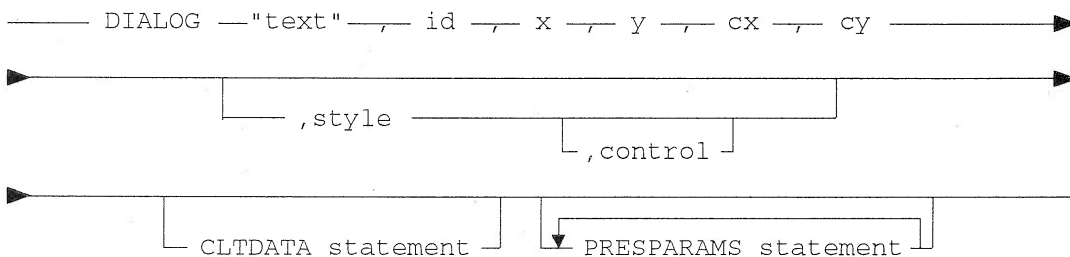 DIALOG "text" , id , x , y , cx , cy
,style
,control
CLTDATA statement PRESPARAMS statement